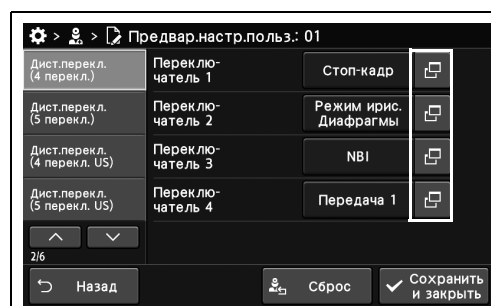 > > Предвар.настр.польз.: 01
Дист.перекл.
(4 перекл.)
Переклю-
чатель 1
Стоп-кадр
Дист.перекл.
(5 перекл.)
Переклю-
чатель 2
Режим ирис.
Диафрагмы
Дист.перекл.
(4 перекл. US)
Переклю-
чатель 3
NBI
Дист.перекл.
(5 перекл. US)
Переклю-
чатель 4
Передача 1
2/6
Назад
Сброс
Сохранить
и закрыть